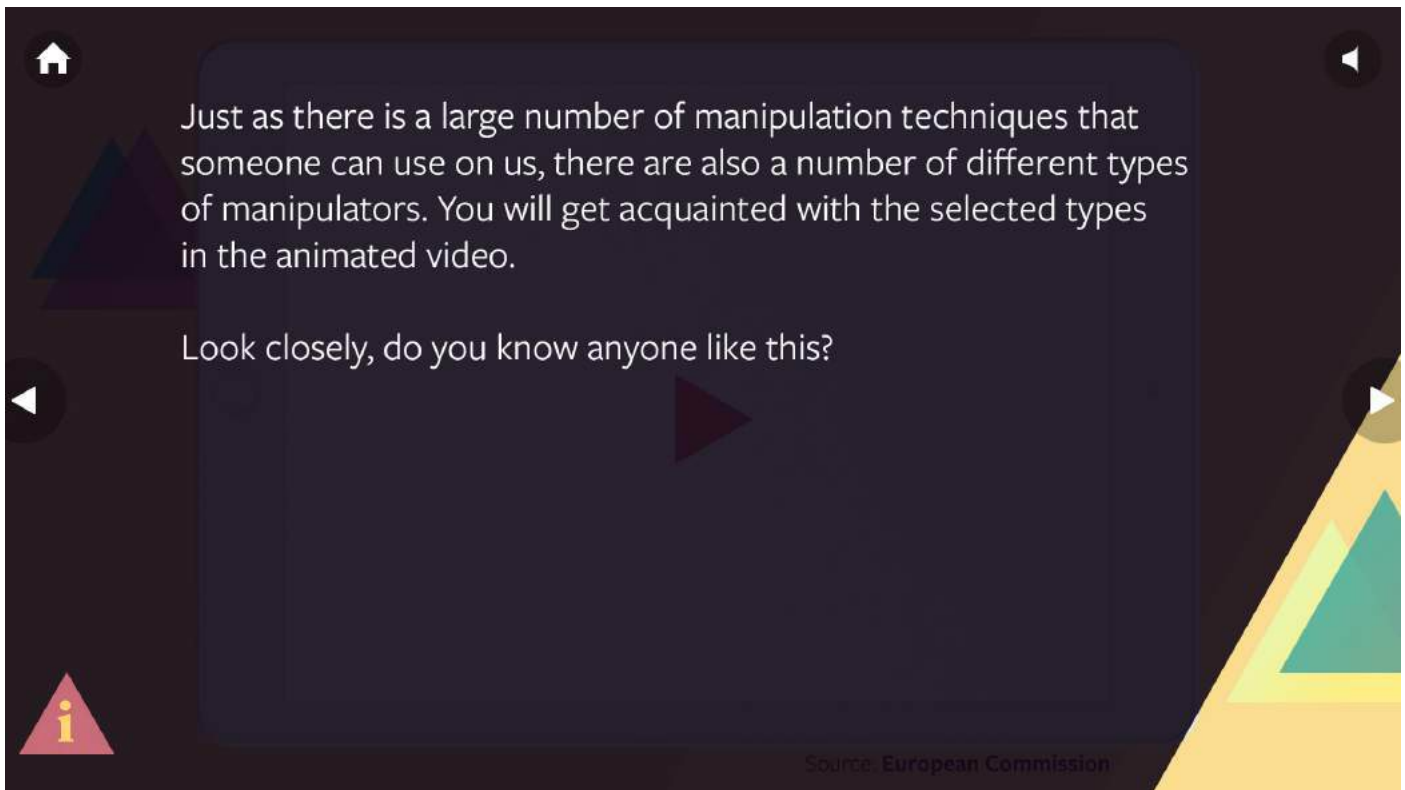 Just as there is a large number of manipulation techniques that
someone can use on us, there are also a number of different types
of manipulators. You will get acquainted with the selected types
in the animated video.
Look closely, do you know anyone like this?
i
Source: European Commission